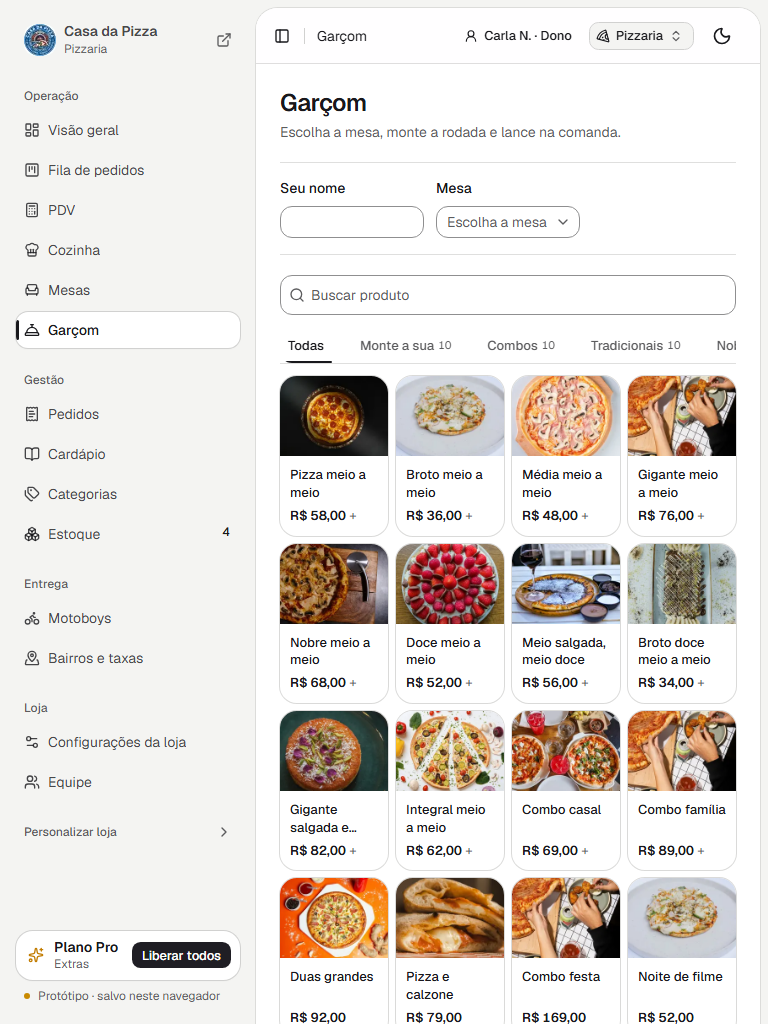 Casa da Pizza
Pizzaria
Operação
Visão geral
Fila de pedidos
PDV
Cozinha
Mesas
Garçom
Gestão
Pedidos
Cardápio
Categorias
Estoque 4
Entrega
Motoboys
Bairros e taxas
Loja
Configurações da loja
Equipe
Personalizar loja
Plano Pro
Extras
Liberar todos
Protótipo · salvo neste navegador
Garçom
Carla N. · Dono
Pizzaria
Garçom
Escolha a mesa, monte a rodada e lance na comanda.
Seu nome
Mesa
Escolha a mesa
Buscar produto
Todas Monte a sua 10 Combos 10 Tradicionais 10
Pizza meio a
meio
R$ 58,00 +
Broto meio a
meio
R$ 36,00 +
Média meio a
meio
R$ 48,00 +
Gigante meio
a meio
R$ 76,00 +
Nobre meio a
meio
R$ 68,00 +
Doce meio a
meio
R$ 52,00 +
Meio salgada,
meio doce
R$ 56,00 +
Broto doce
meio a meio
R$ 34,00 +
Gigante
salgada e…
R$ 82,00 +
Integral meio
a meio
R$ 62,00 +
Combo casal
R$ 69,00 +
Combo família
R$ 89,00 +
Duas grandes
R$ 92,00
Pizza e
calzone
R$ 79,00
Combo festa
R$ 169,00
Noite de filme
R$ 52,00